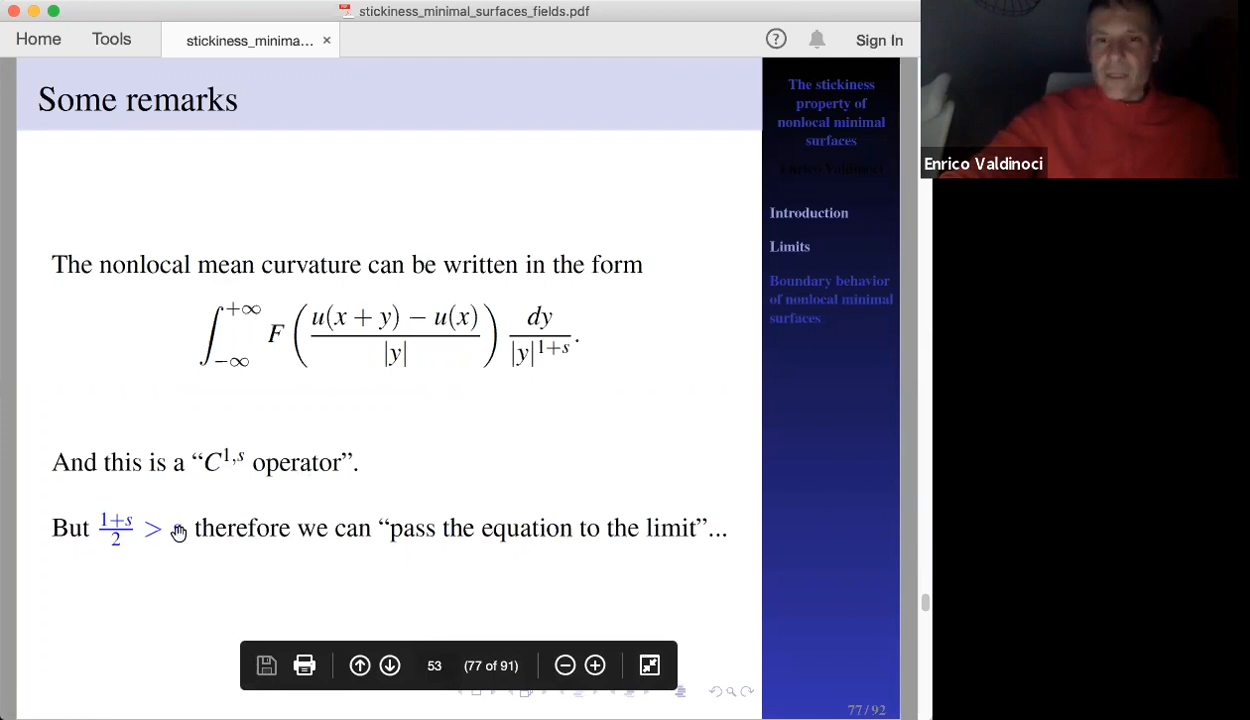 stickiness_minimal_surfaces_fields.pdf
Home
Tools
stickiness_minima... ×
?
Sign In
Some remarks
The nonlocal mean curvature can be written in the form
∫_{−∞}^{+∞} F ( (u(x + y) − u(x)) / |y| ) dy / |y|^{1+s}.
And this is a “C^{1,s} operator”.
But (1+s)/2 > therefore we can “pass the equation to the limit”...
The stickiness
property of
nonlocal minimal
surfaces
Enrico Valdinoci
Introduction
Limits
Boundary behavior
of nonlocal minimal
surfaces
53 (77 of 91)
77 / 92
Enrico Valdinoci